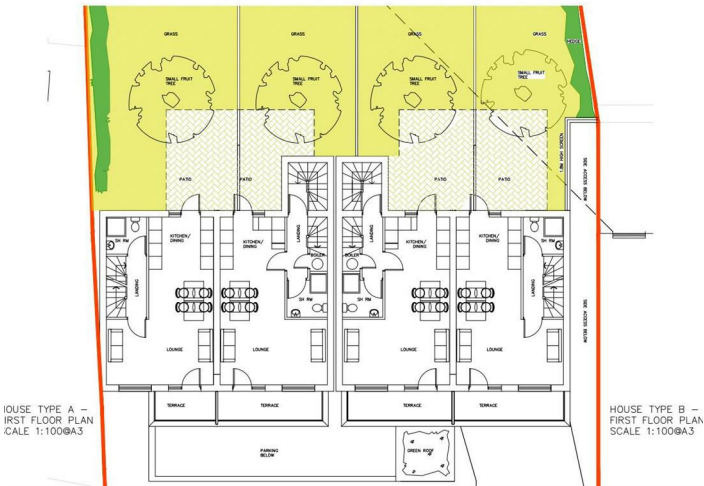 GRASS
GRASS
GRASS
GRASS
HEDGE
SMALL FRUIT
TREE
SMALL FRUIT
TREE
SMALL FRUIT
TREE
SMALL FRUIT
TREE
1.8M HIGH SCREEN
SIDE ACCESS BELOW
PATIO
PATIO
PATIO
PATIO
SH RM
KITCHEN/
DINING
KITCHEN/
DINING
LANDING
LANDING
KITCHEN/
DINING
KITCHEN/
DINING
SH RM
BOILER
BOILER
LANDING
LANDING
SH RM
SH RM
SIDE ACCESS BELOW
LOUNGE
LOUNGE
LOUNGE
LOUNGE
TERRACE
TERRACE
TERRACE
TERRACE
HOUSE TYPE A –
FIRST FLOOR PLAN
SCALE 1:100@A3
HOUSE TYPE B –
FIRST FLOOR PLAN
SCALE 1:100@A3
PARKING
BELOW
GREEN ROOF